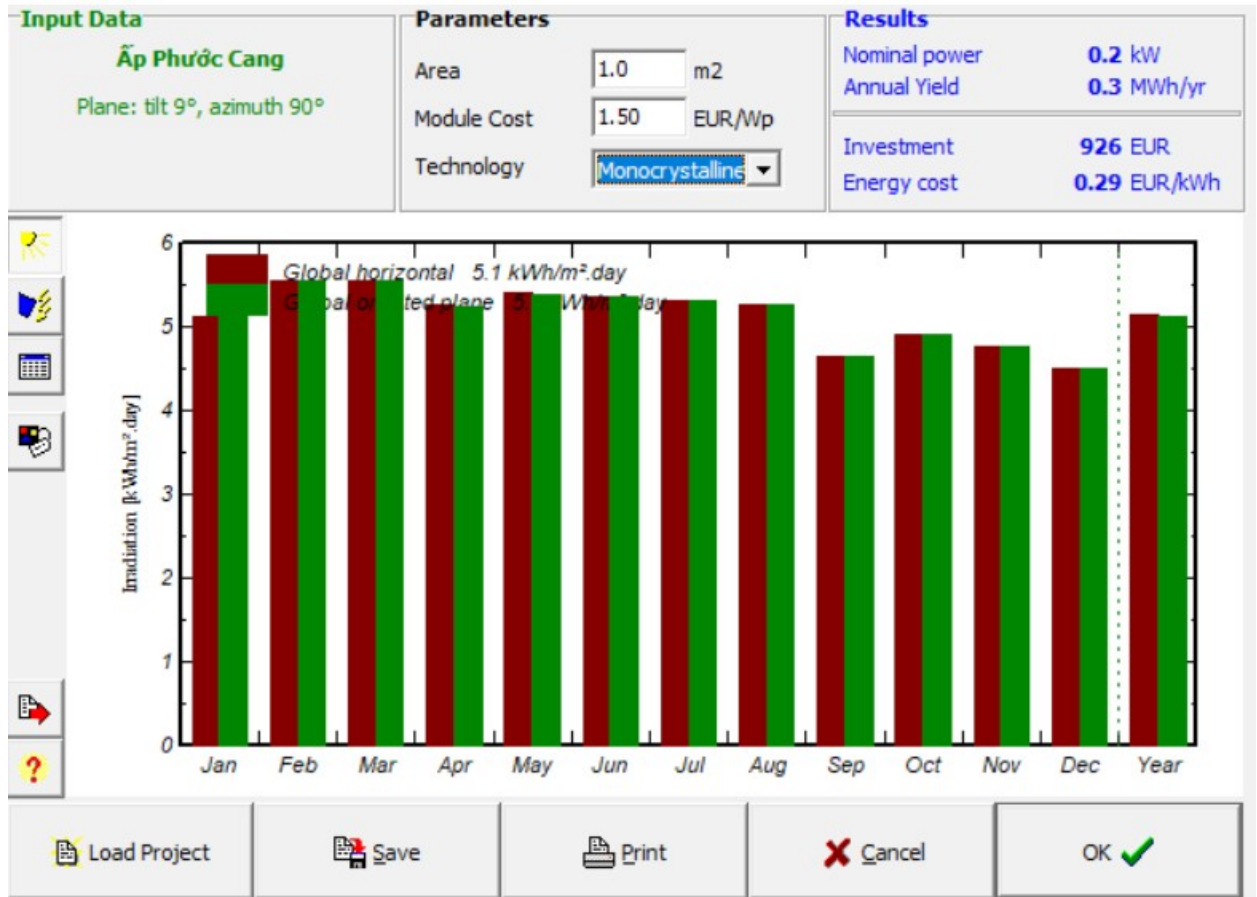 Input Data
Ấp Phước Cang
Plane: tilt 9°, azimuth 90°
Parameters
Area 1.0 m2
Module Cost 1.50 EUR/Wp
Technology Monocrystalline
Results
Nominal power 0.2 kW
Annual Yield 0.3 MWh/yr
Investment 926 EUR
Energy cost 0.29 EUR/kWh
Global horizontal 5.1 kWh/m².day
Global plane
Irradiation [kWh/m².day]
6
5
4
3
2
1
0
Jan Feb Mar Apr May Jun Jul Aug Sep Oct Nov Dec Year
?
Load Project Save Print Cancel OK